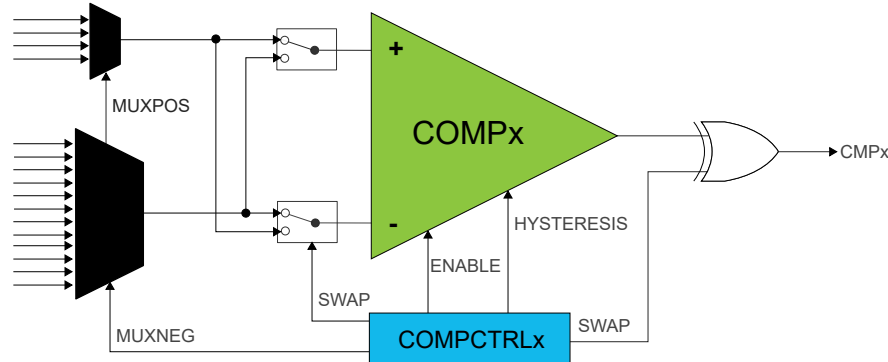 +
MUXPOS
COMPx
CMPx
-
HYSTERESIS
ENABLE
SWAP
SWAP
MUXNEG
COMPCTRLx